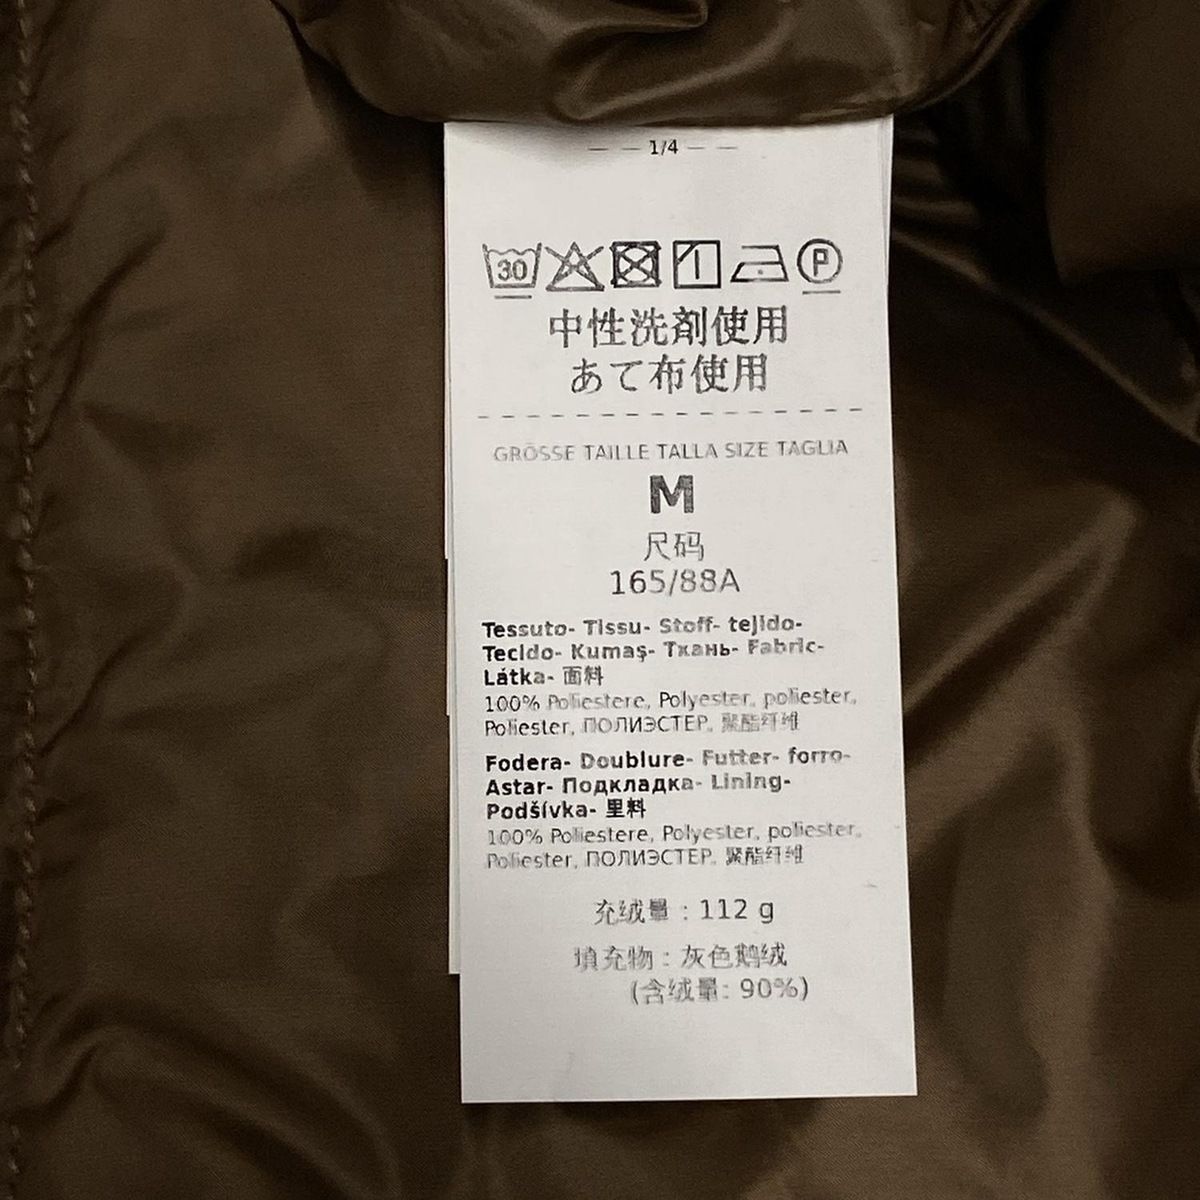 1/4
30 P
中性洗剤使用
あて布使用
GRÖSSE TAILLE TALLA SIZE TAGLIA
M
尺码
165/88A
Tessuto- Tissu- Stoff- tejido-
Tecido- Kumaş- Ткань- Fabric-
Látka- 面料
100% Poliestere, Polyester, poliester,
Poliester, ПОЛИЭСТЕР, 聚酯纤维
Fodera- Doublure- Futter- forro-
Astar- Подкладка- Lining-
Podšívka- 里料
100% Poliestere, Polyester, poliester,
Poliester, ПОЛИЭСТЕР, 聚酯纤维
充绒量 : 112 g
填充物 : 灰色鹅绒
(含绒量: 90%)